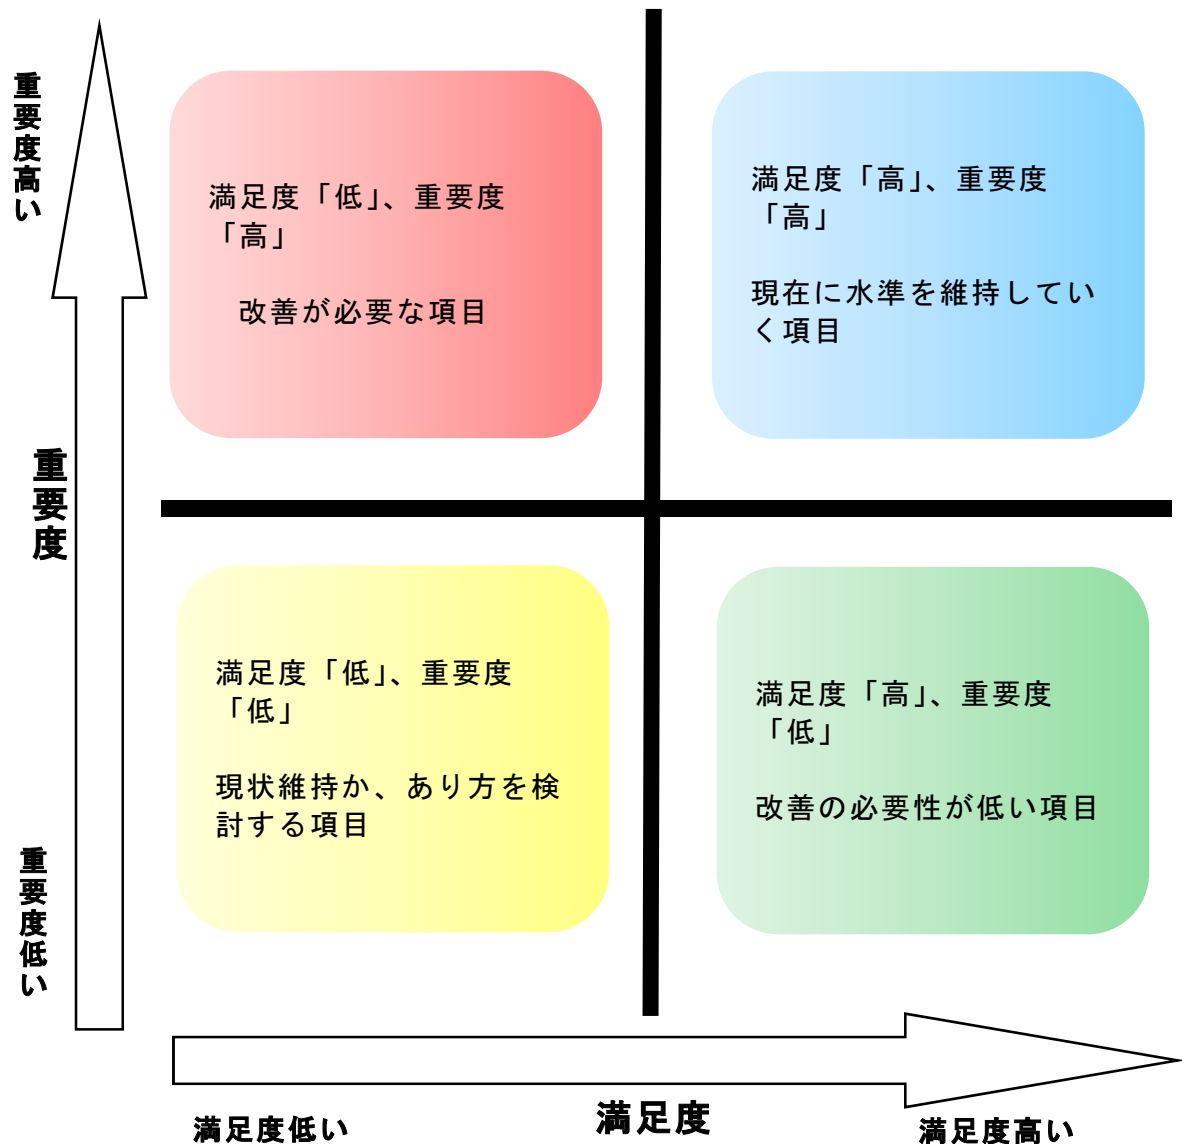 重要度高い
満足度「低」、重要度
「高」
改善が必要な項目
満足度「高」、重要度
「高」
現在に水準を維持してい
く項目
重要度
満足度「低」、重要度
「低」
現状維持か、あり方を検
討する項目
満足度「高」、重要度
「低」
改善の必要性が低い項目
重要度低い
満足度低い
満足度
満足度高い